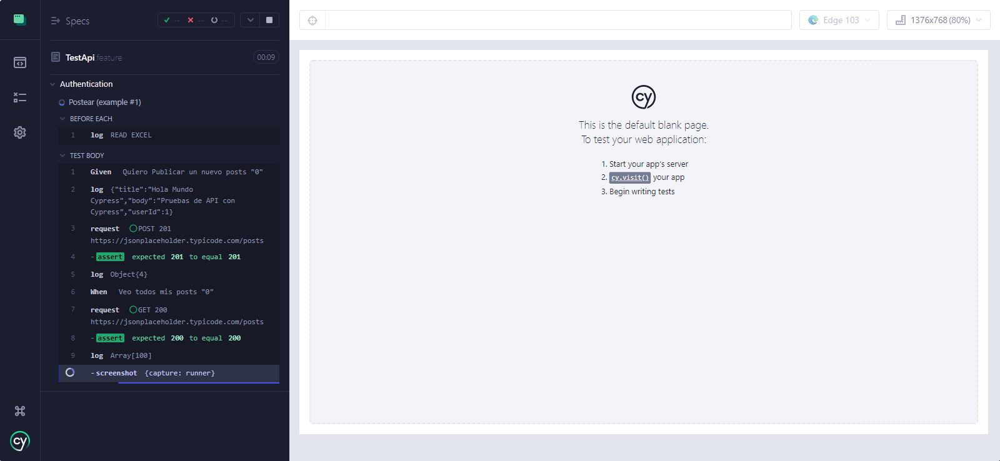 Specs
-- -- --
TestApi feature
00:09
Authentication
Postear (example #1)
BEFORE EACH
1 log READ EXCEL
TEST BODY
1 Given Quiero Publicar un nuevo posts "0"
2 log {"title":"Hola Mundo
Cypress","body":"Pruebas de API con
Cypress","userId":1}
3 request POST 201
https://jsonplaceholder.typicode.com/posts
4 -assert expected 201 to equal 201
5 log Object{4}
6 When Veo todos mis posts "0"
7 request GET 200
https://jsonplaceholder.typicode.com/posts
8 -assert expected 200 to equal 200
9 log Array[100]
-screenshot {capture: runner}
cy
Edge 103
1376x768 (80%)
cy
This is the default blank page.
To test your web application:
1. Start your app's server
2. cy.visit() your app
3. Begin writing tests